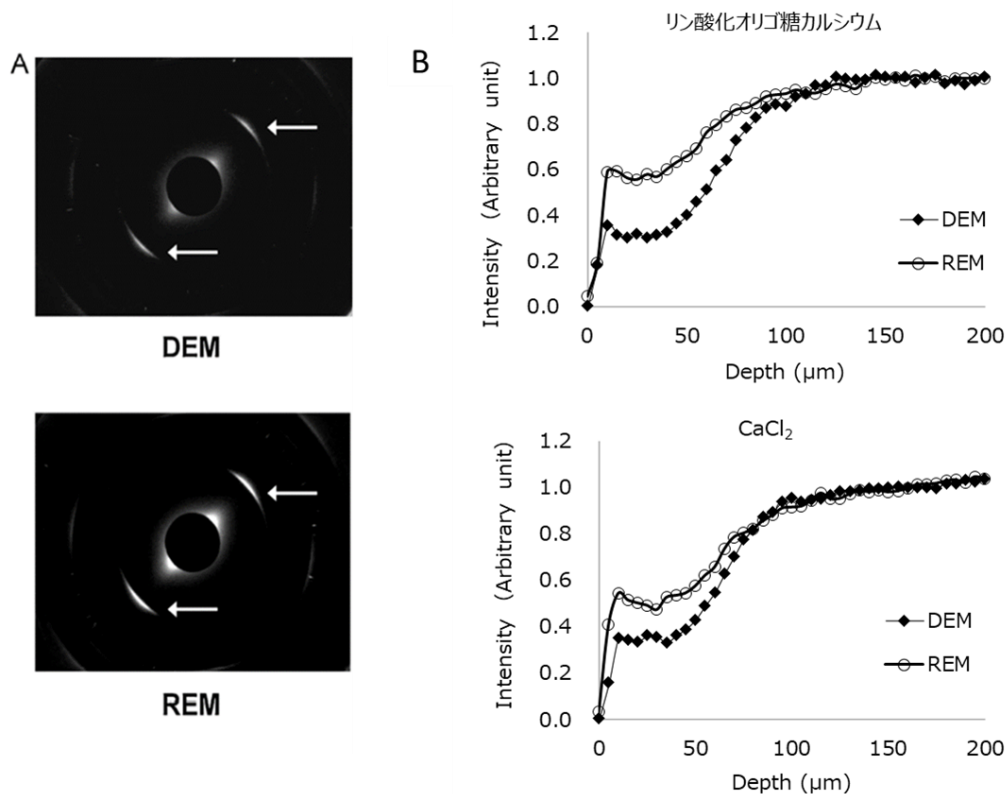 A
DEM
REM
B
リン酸化オリゴ糖カルシウム
Intensity (Arbitrary unit)
1.2
1.0
0.8
0.6
0.4
0.2
0.0
DEM
REM
0
50
100
150
200
Depth (µm)
CaCl₂
Intensity (Arbitrary unit)
1.2
1.0
0.8
0.6
0.4
0.2
0.0
DEM
REM
0
50
100
150
200
Depth (µm)